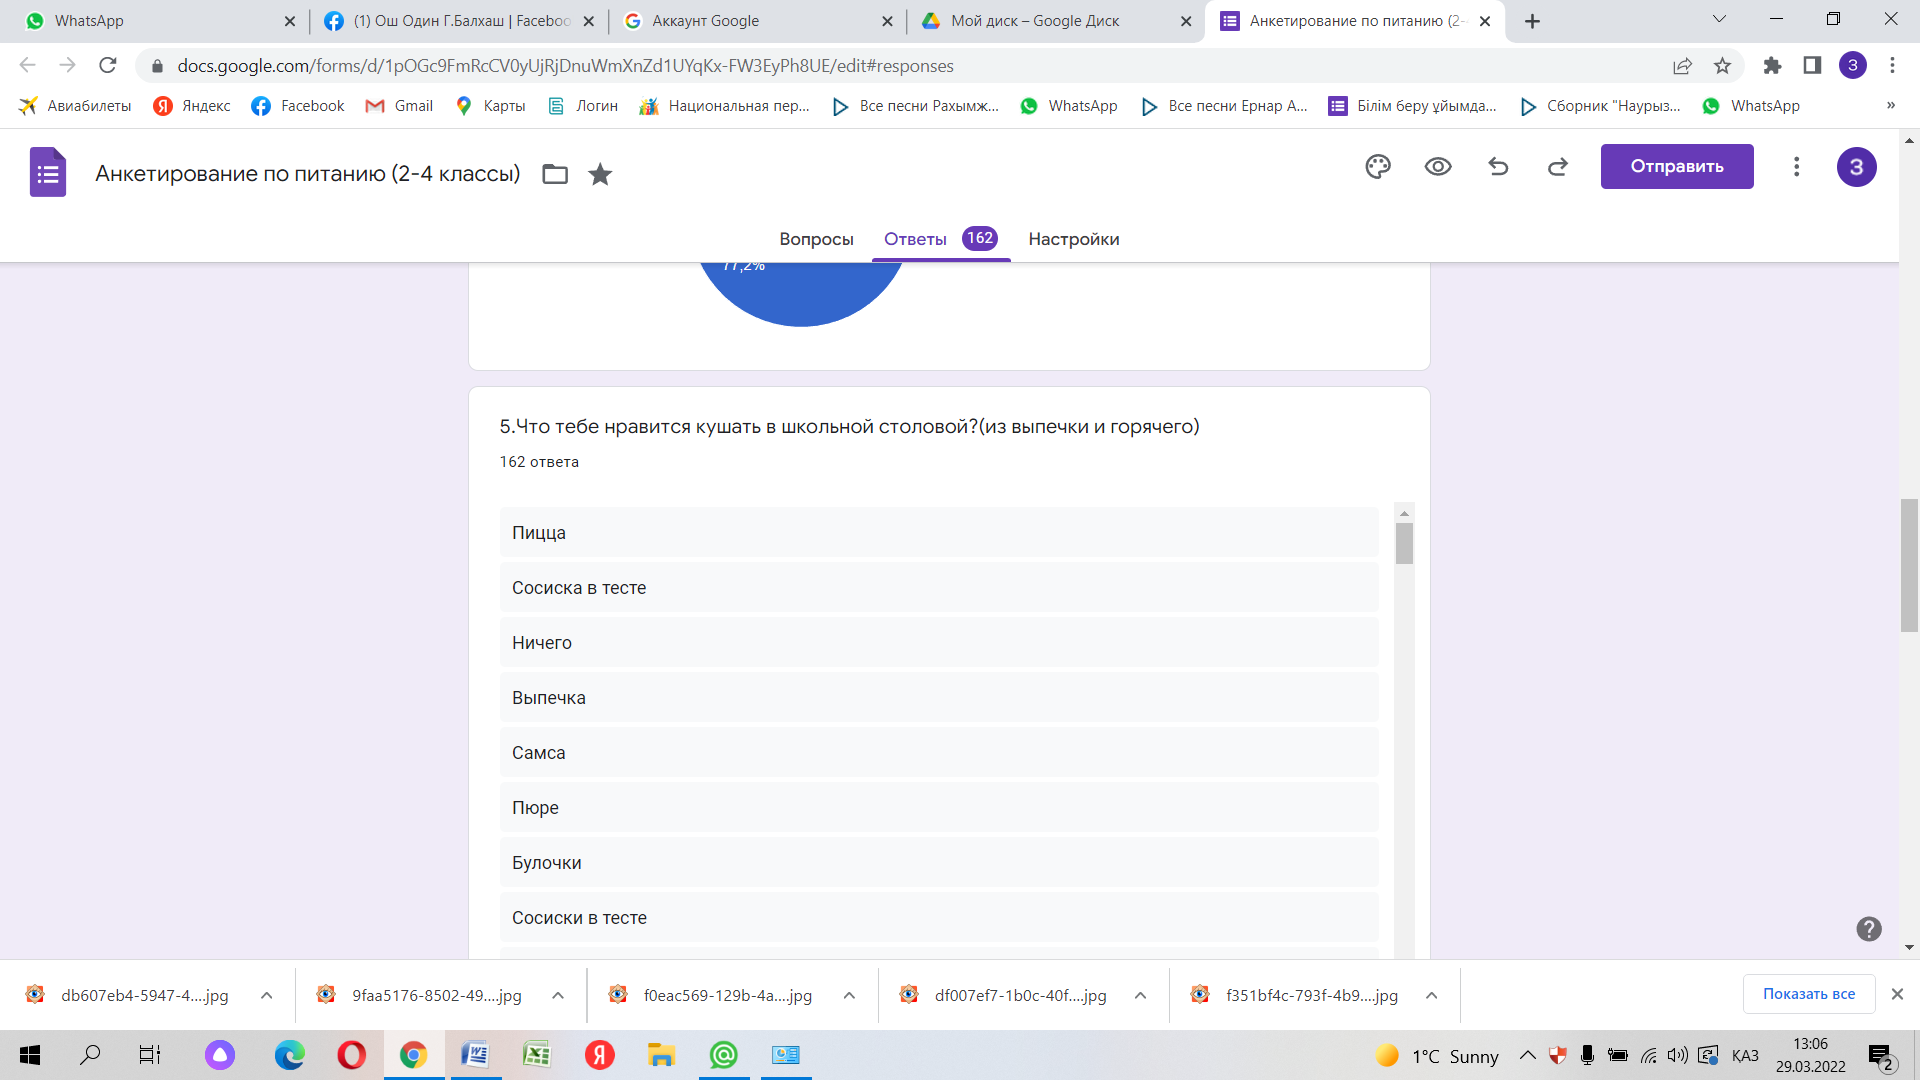 WhatsApp
(1) Ош Один Г.Балхаш | Faceboo
Аккаунт Google
Мой диск – Google Диск
Анкетирование по питанию (2-
docs.google.com/forms/d/1pOGc9FmRcCV0yUjRjDnuWmXnZd1UYqKx-FW3EyPh8UE/edit#responses
З
Авиабилеты
Яндекс
Facebook
Gmail
Карты
Логин
Национальная пер...
Все песни Рахымж...
WhatsApp
Все песни Ернар А...
Білім беру ұйымда...
Сборник "Наурыз...
WhatsApp
»
Анкетирование по питанию (2-4 классы)
Отправить
З
Вопросы
Ответы 162
Настройки
77,2%
5.Что тебе нравится кушать в школьной столовой?(из выпечки и горячего)
162 ответа
Пицца
Сосиска в тесте
Ничего
Выпечка
Самса
Пюре
Булочки
Сосиски в тесте
db607eb4-5947-4....jpg
9faa5176-8502-49....jpg
f0eac569-129b-4a....jpg
df007ef7-1b0c-40f....jpg
f351bf4c-793f-4b9....jpg
Показать все
1°C Sunny
ҚАЗ
13:06
29.03.2022
2